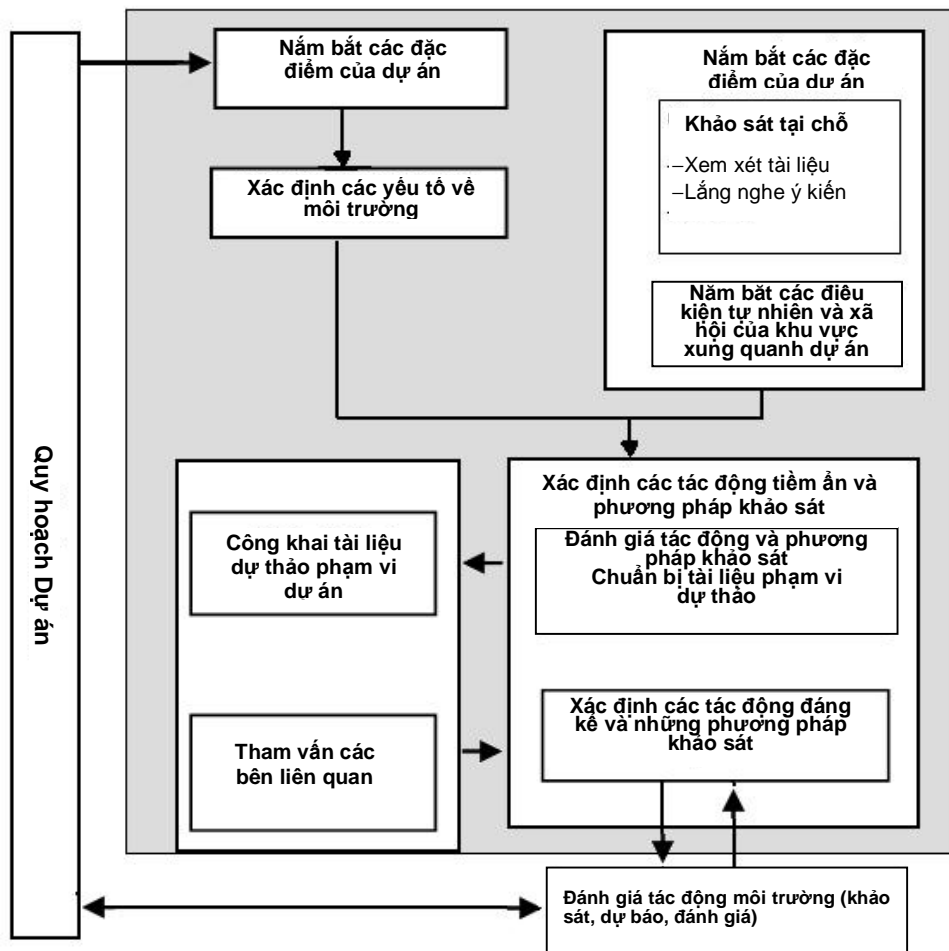 Quy hoạch Dự án
Nắm bắt các đặc
điểm của dự án
Xác định các yếu tố về
môi trường
Nắm bắt các đặc
điểm của dự án
Khảo sát tại chỗ
–Xem xét tài liệu
–Lắng nghe ý kiến
Nắm bắt các điều
kiện tự nhiên và xã
hội của khu vực
xung quanh dự án
Xác định các tác động tiềm ẩn và
phương pháp khảo sát
Đánh giá tác động và phương
pháp khảo sát
Chuẩn bị tài liệu phạm vi
dự thảo
Công khai tài liệu
dự thảo phạm vi
dự án
Tham vấn các
bên liên quan
Xác định các tác động đáng
kể và những phương pháp
khảo sát
Đánh giá tác động môi trường (khảo
sát, dự báo, đánh giá)